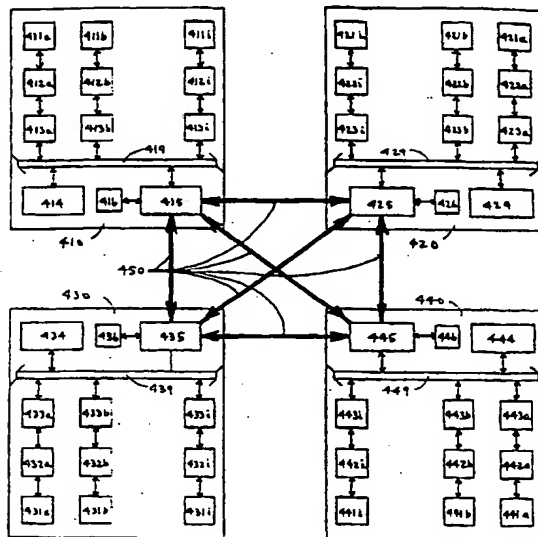 411a 411b 411i 421i 421b 421a
412a 412b 412i 422i 422b 422a
413a 413b 413i 423i 423b 423a
419 429
414 416 415 425 426 424
410 420
450
430 440
434 436 435 445 446 444
439 449
433a 433b 433i 443i 443b 443a
432a 432b 432i 442i 442b 442a
431a 431b 431i 441i 441b 441a